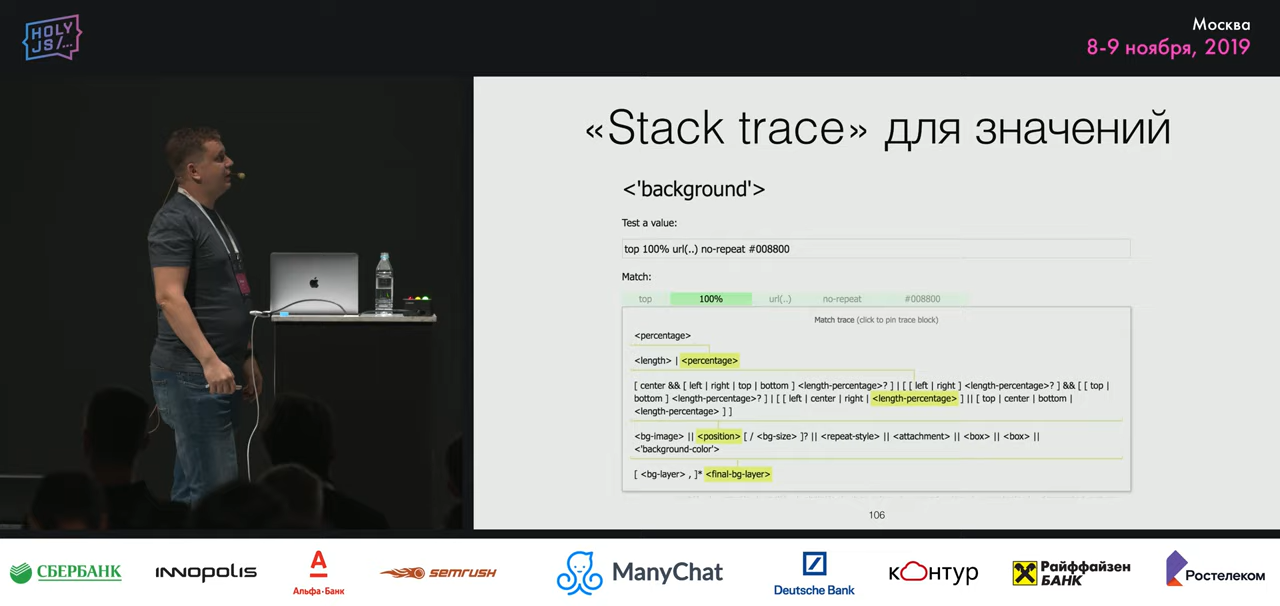 HOLY
JS/...
Москва
8-9 ноября, 2019
«Stack trace» для значений
<'background'>
Test a value:
top 100% url(..) no-repeat #008800
Match:
top 100% url(..) no-repeat #008800
Match trace (click to pin trace block)
<percentage>
<length> | <percentage>
[ center && [ left | right | top | bottom ] <length-percentage>? ] | [ [ left | right ] <length-percentage>? ] && [ [ top |
bottom ] <length-percentage>? ] | [ [ left | center | right | <length-percentage> ] || [ top | center | bottom |
<length-percentage> ] ]
<bg-image> || <position> [ / <bg-size> ]? || <repeat-style> || <attachment> || <box> || <box> ||
<'background-color'>
[ <bg-layer> , ]* <final-bg-layer>
106
СБЕРБАНК
INNOPOLIS
А
Альфа·Банк
SEMRUSH
ManyChat
Deutsche Bank
контур
Райффайзен
БАНК
Ростелеком